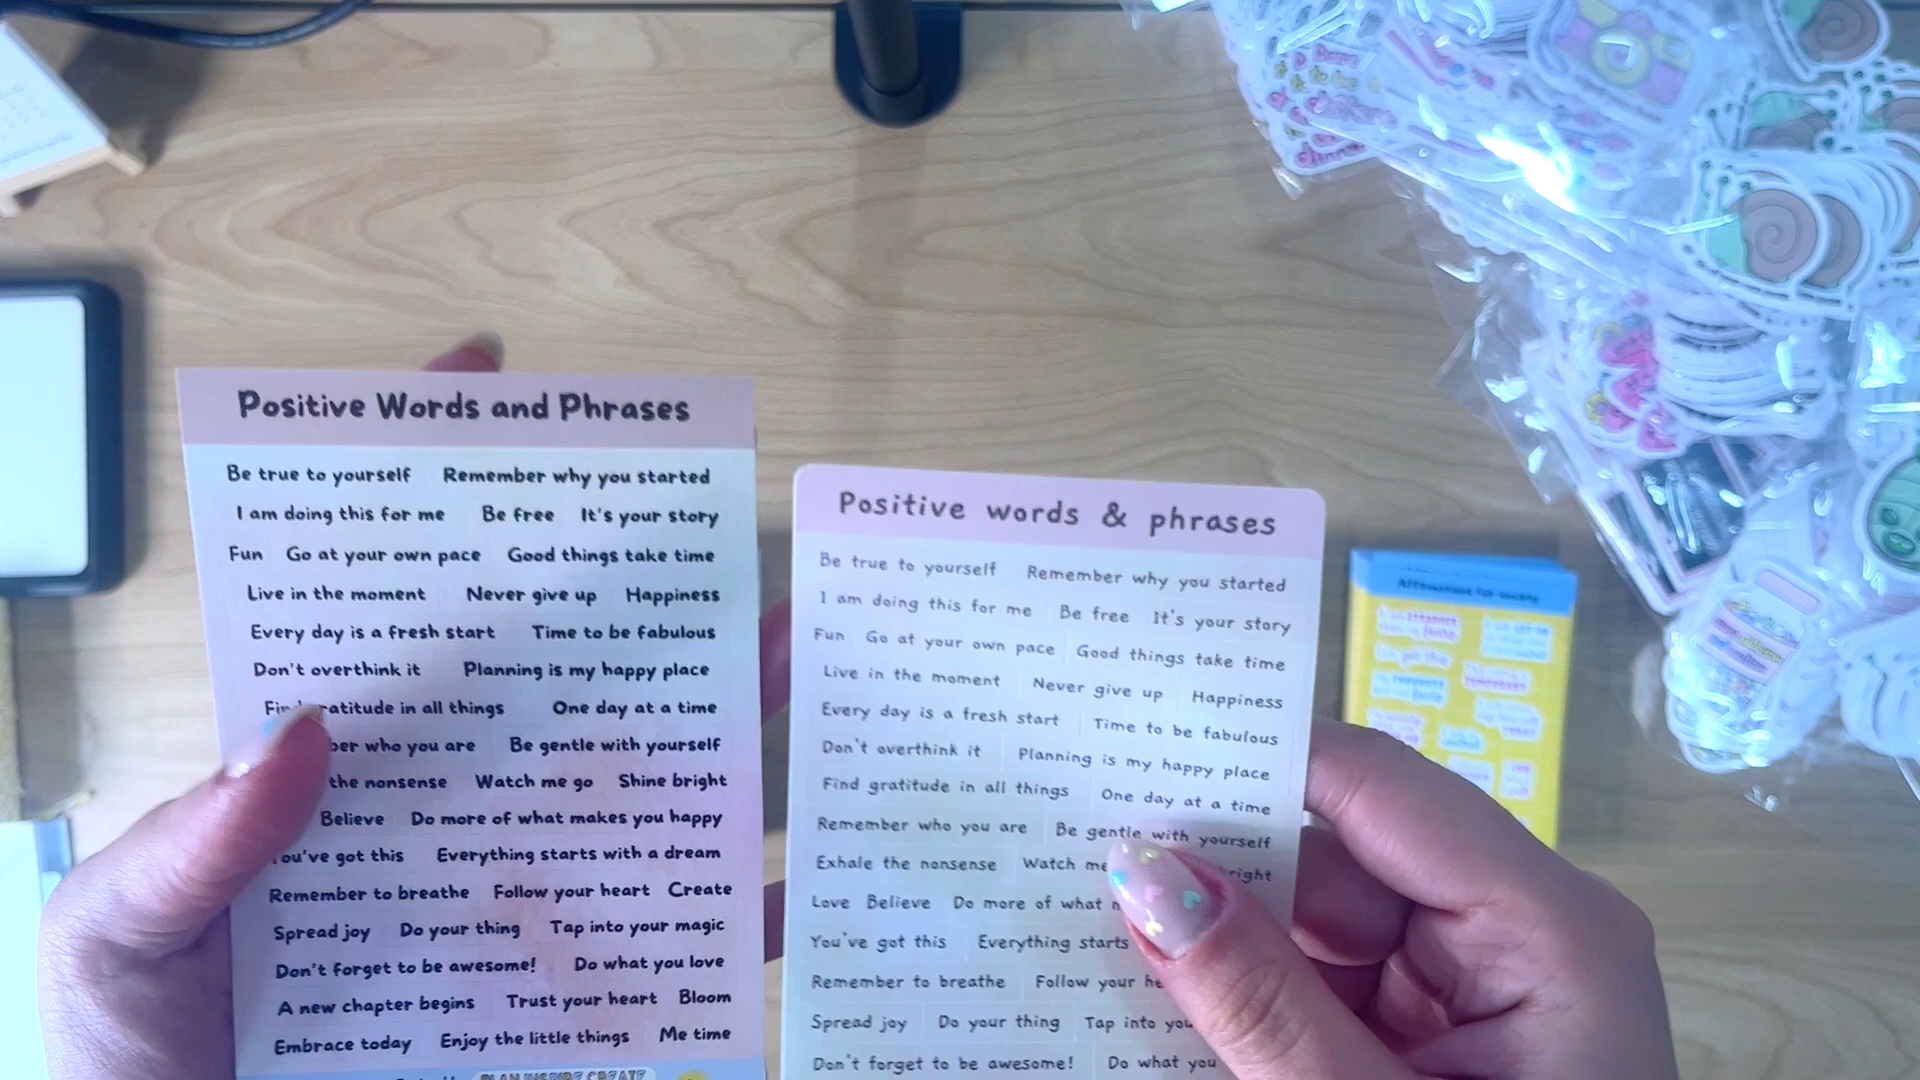 Positive Words and Phrases
Be true to yourself Remember why you started
I am doing this for me Be free It's your story
Fun Go at your own pace Good things take time
Live in the moment Never give up Happiness
Every day is a fresh start Time to be fabulous
Don't overthink it Planning is my happy place
in all things One day at a time
who you are Be gentle with yourself
the nonsense Watch me go Shine bright
Believe Do more of what makes you happy
You've got this Everything starts with a dream
Remember to breathe Follow your heart Create
Spread joy Do your thing Tap into your magic
Don't forget to be awesome! Do what you love
A new chapter begins Trust your heart Bloom
Embrace today Enjoy the little things Me time
PLAN INSPIRE CREATE
Positive words & phrases
Be true to yourself Remember why you started
I am doing this for me Be free It's your story
Fun Go at your own pace Good things take time
Live in the moment Never give up Happiness
Every day is a fresh start Time to be fabulous
Don't overthink it Planning is my happy place
Find gratitude in all things One day at a time
Remember who you are Be gentle with yourself
Exhale the nonsense Watch me
Love Believe Do more of what
You've got this Everything starts
Remember to breathe Follow your
Spread joy Do your thing Tap into
Don't forget to be awesome! Do what you
Affirmations for anxiety